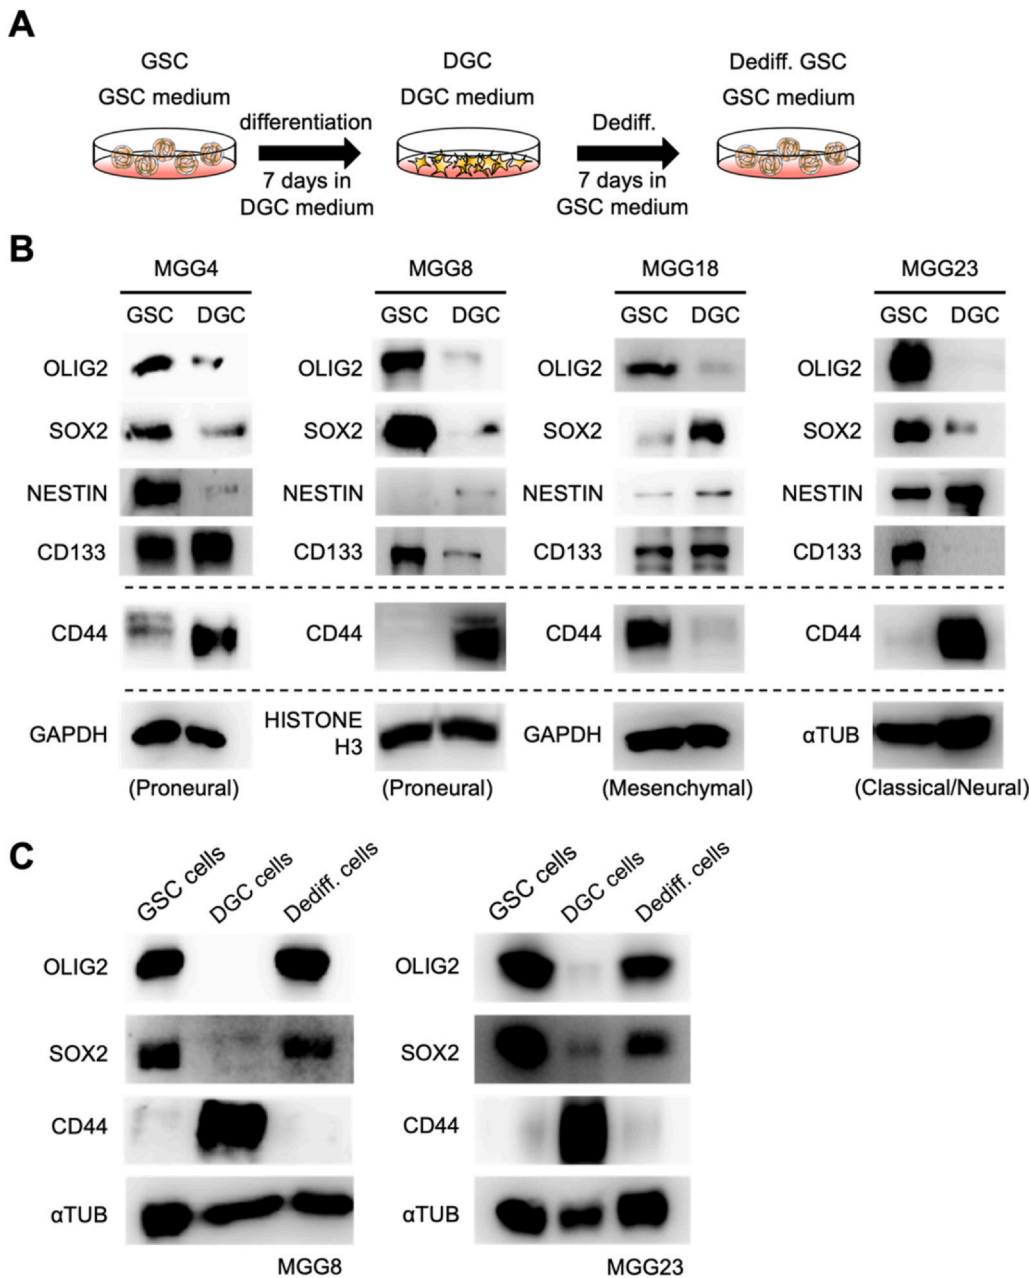 A
GSC
GSC medium
differentiation
7 days in
DGC medium
DGC
DGC medium
Dediff.
7 days in
GSC medium
Dediff. GSC
GSC medium
B
MGG4
GSC DGC
OLIG2
SOX2
NESTIN
CD133
CD44
GAPDH
(Proneural)
MGG8
GSC DGC
OLIG2
SOX2
NESTIN
CD133
CD44
HISTONE
H3
(Proneural)
MGG18
GSC DGC
OLIG2
SOX2
NESTIN
CD133
CD44
GAPDH
(Mesenchymal)
MGG23
GSC DGC
OLIG2
SOX2
NESTIN
CD133
CD44
αTUB
(Classical/Neural)
C
GSC cells
DGC cells
Dediff. cells
OLIG2
SOX2
CD44
αTUB
MGG8
GSC cells
DGC cells
Dediff. cells
OLIG2
SOX2
CD44
αTUB
MGG23